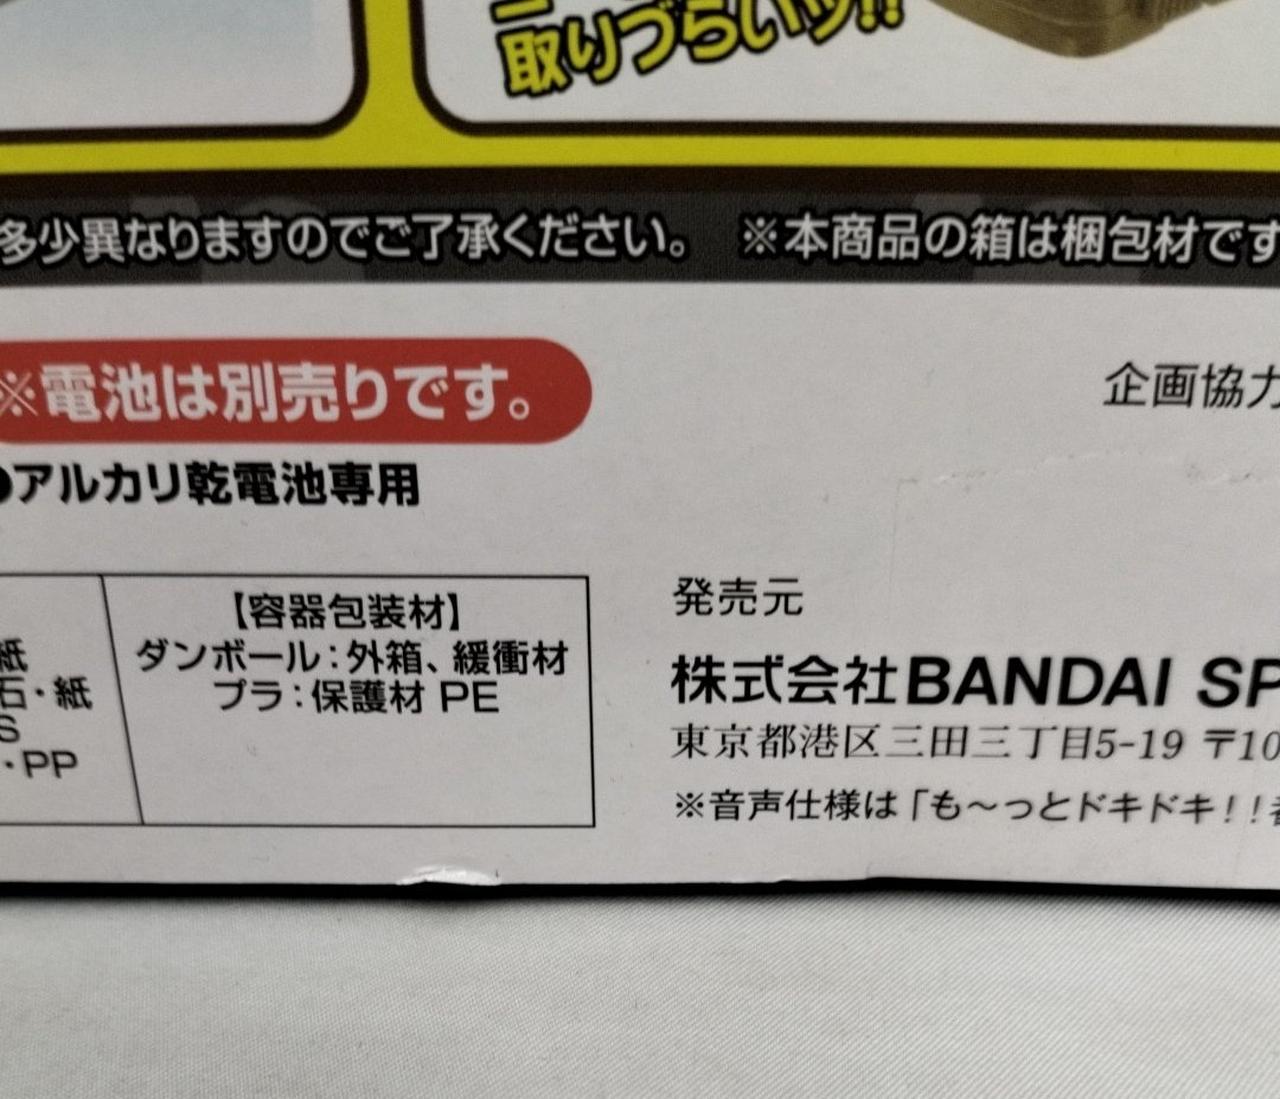 取りづらいッ!!
多少異なりますのでご了承ください。 ※本商品の箱は梱包材です
※電池は別売りです。
企画協力
●アルカリ乾電池専用
【容器包装材】
ダンボール:外箱、緩衝材
プラ:保護材 PE
紙
石・紙
S
・PP
発売元
株式会社BANDAI SP
東京都港区三田三丁目5-19 〒10
※音声仕様は「も〜っとドキドキ!!